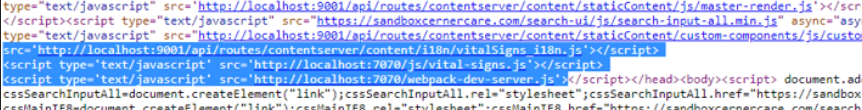 type="text/javascript" src='http://localhost:9001/api/routes/contentserver/content/staticContent/js/master-render.js'></s
</script><script type="text/javascript" src="https://sandboxcernercare.com/search-ui/js/search-input-all.min.js" async="asy
type="text/javascript" src='http://localhost:9001/api/routes/contentserver/content/staticContent/custom-components/js/custo
src='http://localhost:9001/api/routes/contentserver/content/i18n/vitalSigns_i18n.js'></script>
<script type='text/javascript' src='http://localhost:7070/js/vital-signs.js'></script>
<script type='text/javascript' src='http://localhost:7070/webpack-dev-server.js'></script></head><body><script> document.ad
cssSearchInputAll=document.createElement("link");cssSearchInputAll.rel="stylesheet";cssSearchInputAll.href="https://sandbox
cssMainIE8=document.createElement("link");cssMainIE8.rel="stylesheet";cssMainIE8.href="https://sandboxcernercare.com/search